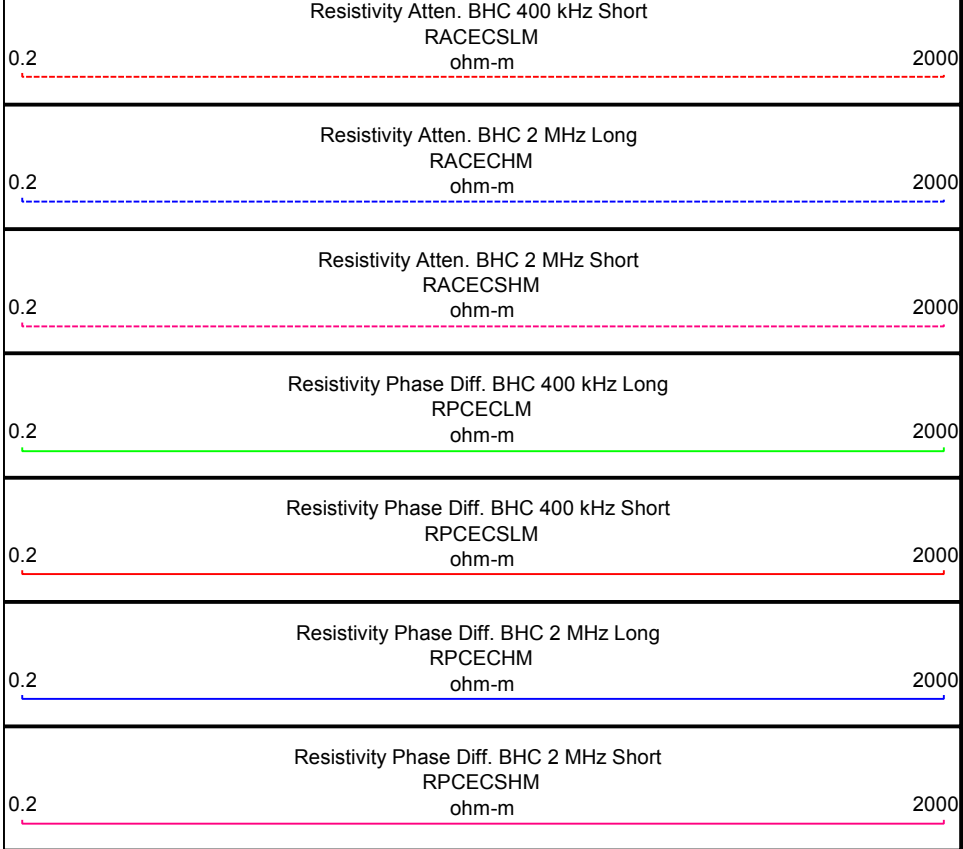 Resistivity Atten. BHC 400 kHz Short
RACECSLM
0.2 ohm-m 2000
Resistivity Atten. BHC 2 MHz Long
RACECHM
0.2 ohm-m 2000
Resistivity Atten. BHC 2 MHz Short
RACECSHM
0.2 ohm-m 2000
Resistivity Phase Diff. BHC 400 kHz Long
RPCECLM
0.2 ohm-m 2000
Resistivity Phase Diff. BHC 400 kHz Short
RPCECSLM
0.2 ohm-m 2000
Resistivity Phase Diff. BHC 2 MHz Long
RPCECHM
0.2 ohm-m 2000
Resistivity Phase Diff. BHC 2 MHz Short
RPCECSHM
0.2 ohm-m 2000